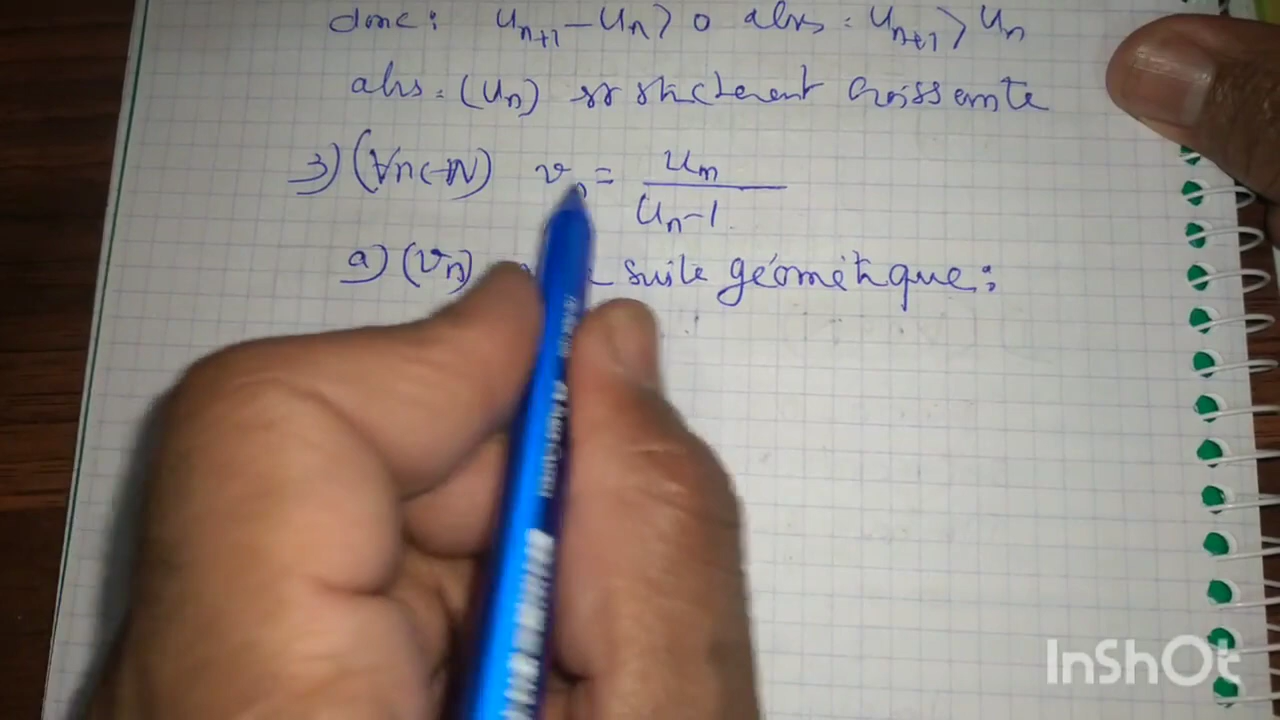 donc : Un+1 - Un > 0 alors : Un+1 > Un
alors : (Un) strictement croissante
3) (∀n∈N) vn = Un / Un-1
a) (vn) suite géométrique :
InShOt